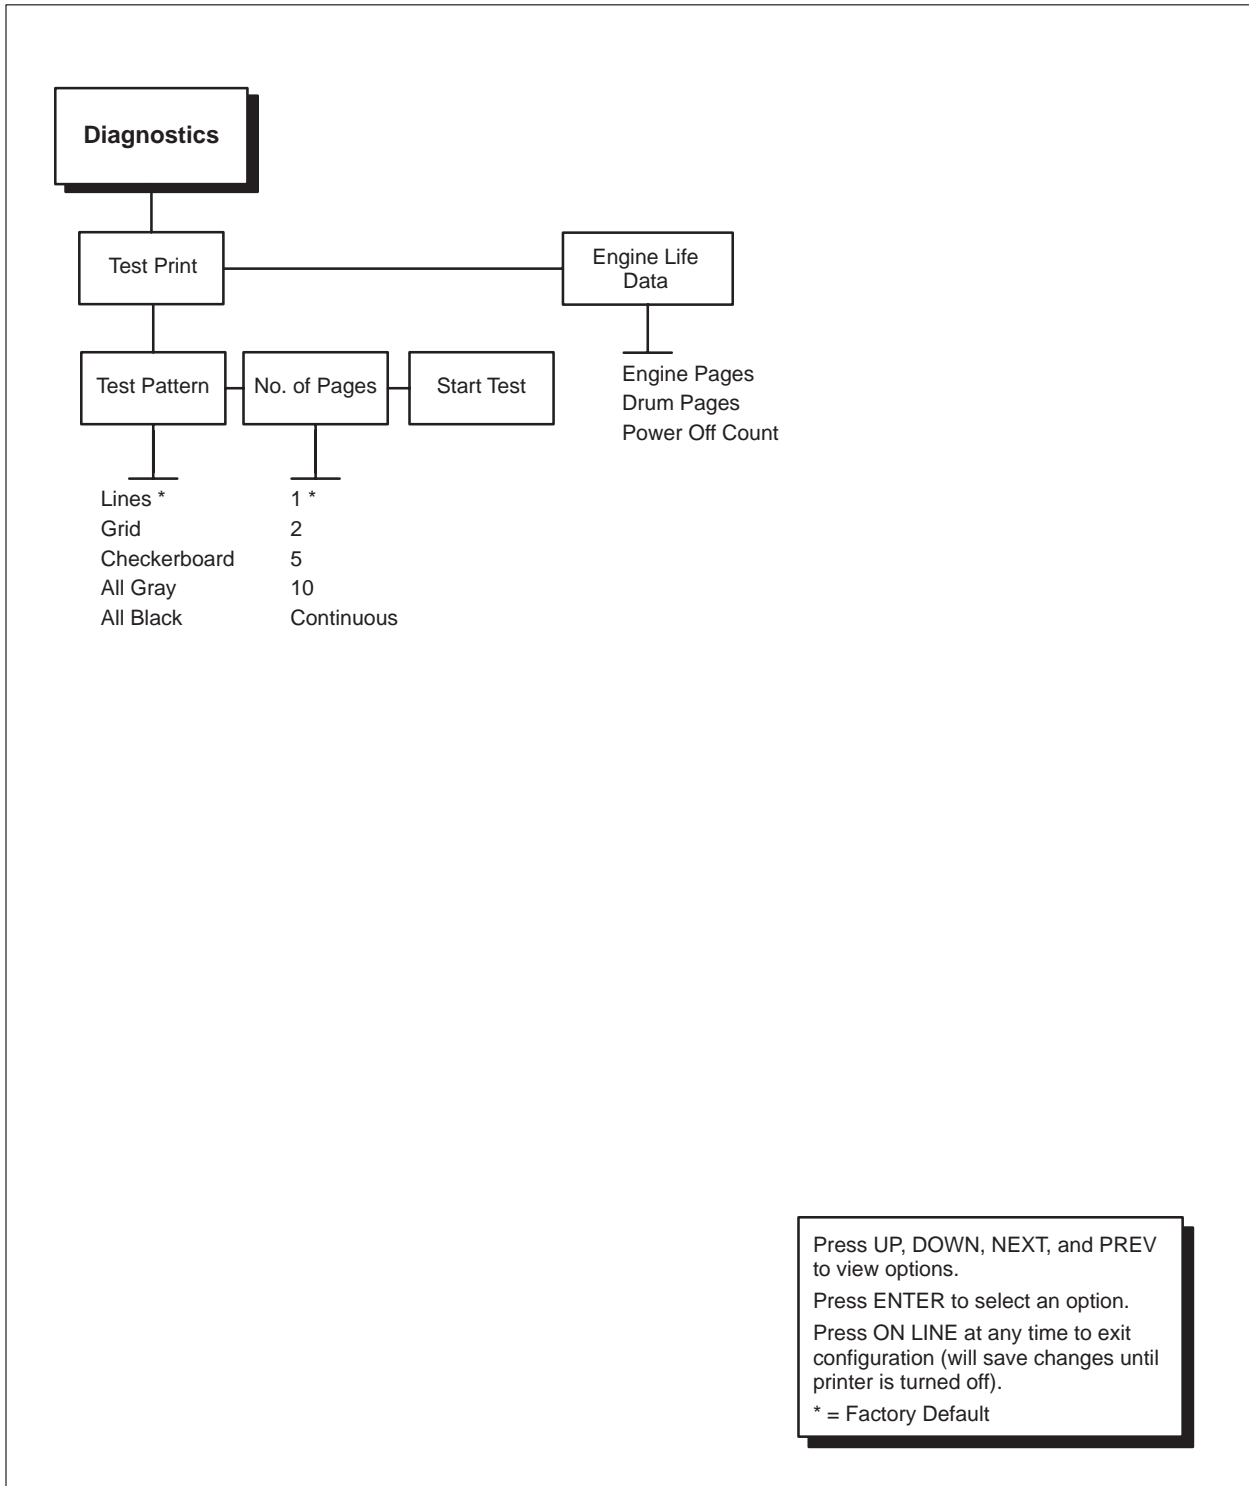 Diagnostics
Test Print
Engine Life
Data
Test Pattern
No. of Pages
Start Test
Engine Pages
Drum Pages
Power Off Count
Lines *
Grid
Checkerboard
All Gray
All Black
1 *
2
5
10
Continuous
Press UP, DOWN, NEXT, and PREV
to view options.
Press ENTER to select an option.
Press ON LINE at any time to exit
configuration (will save changes until
printer is turned off).
* = Factory Default